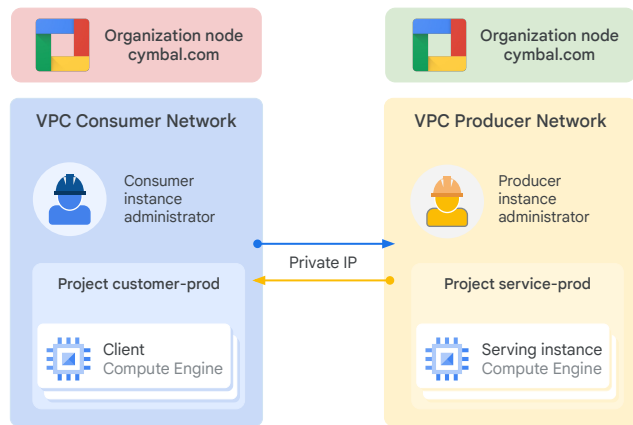 Organization node
cymbal.com
Organization node
cymbal.com
VPC Consumer Network
Consumer
instance
administrator
Project customer-prod
Client
Compute Engine
Private IP
VPC Producer Network
Producer
instance
administrator
Project service-prod
Serving instance
Compute Engine